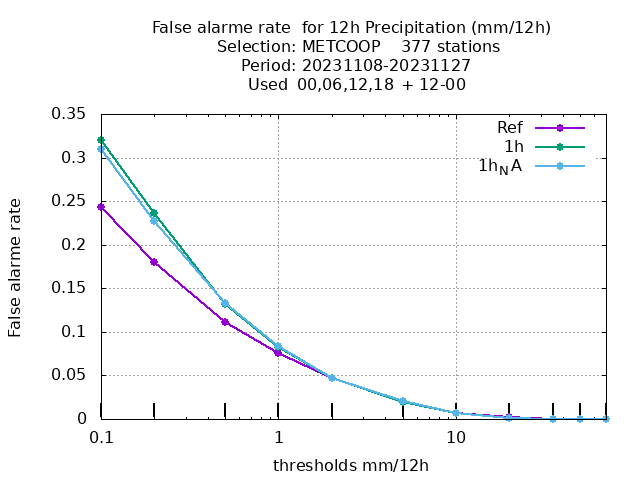 False alarme rate  for 12h Precipitation (mm/12h)
Selection: METCOOP    377 stations
Period: 20231108-20231127
Used  00,06,12,18 + 12-00
Ref
1h
1h_NA
0.35
0.3
0.25
0.2
0.15
0.1
0.05
0
False alarme rate
0.1
1
10
thresholds mm/12h